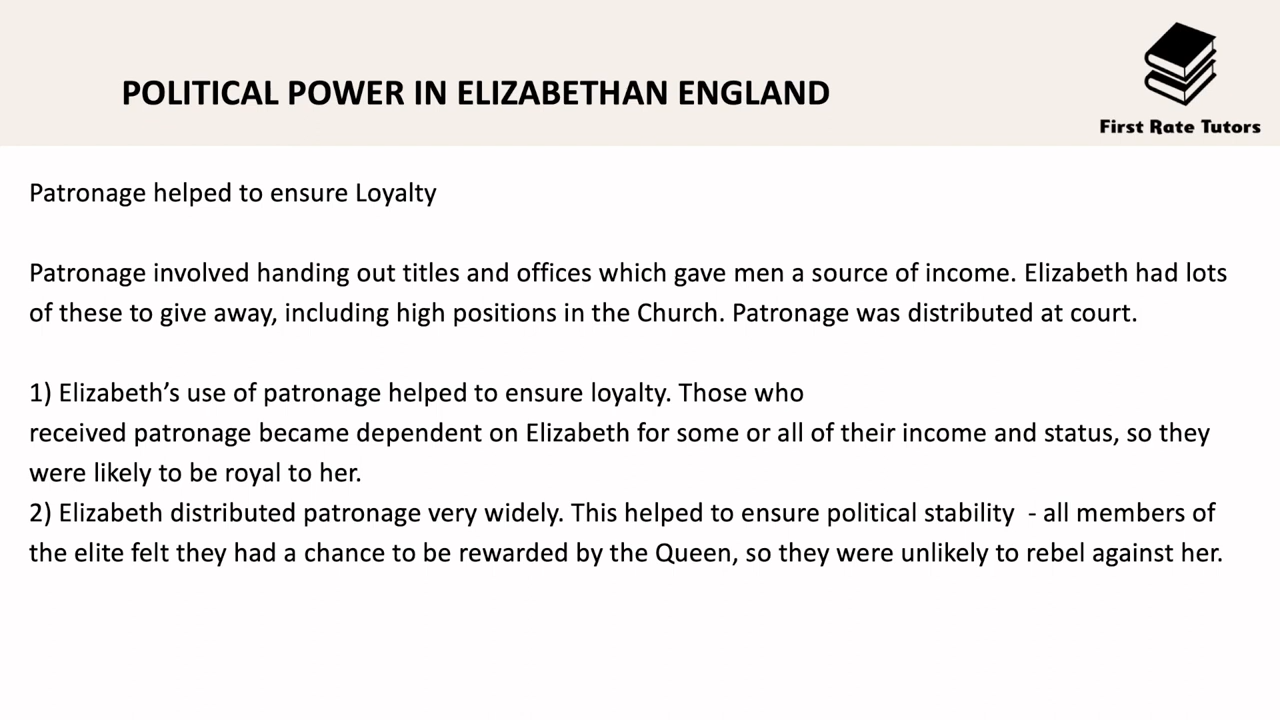 POLITICAL POWER IN ELIZABETHAN ENGLAND
First Rate Tutors
Patronage helped to ensure Loyalty
Patronage involved handing out titles and offices which gave men a source of income. Elizabeth had lots
of these to give away, including high positions in the Church. Patronage was distributed at court.
1) Elizabeth’s use of patronage helped to ensure loyalty. Those who
received patronage became dependent on Elizabeth for some or all of their income and status, so they
were likely to be royal to her.
2) Elizabeth distributed patronage very widely. This helped to ensure political stability  - all members of
the elite felt they had a chance to be rewarded by the Queen, so they were unlikely to rebel against her.